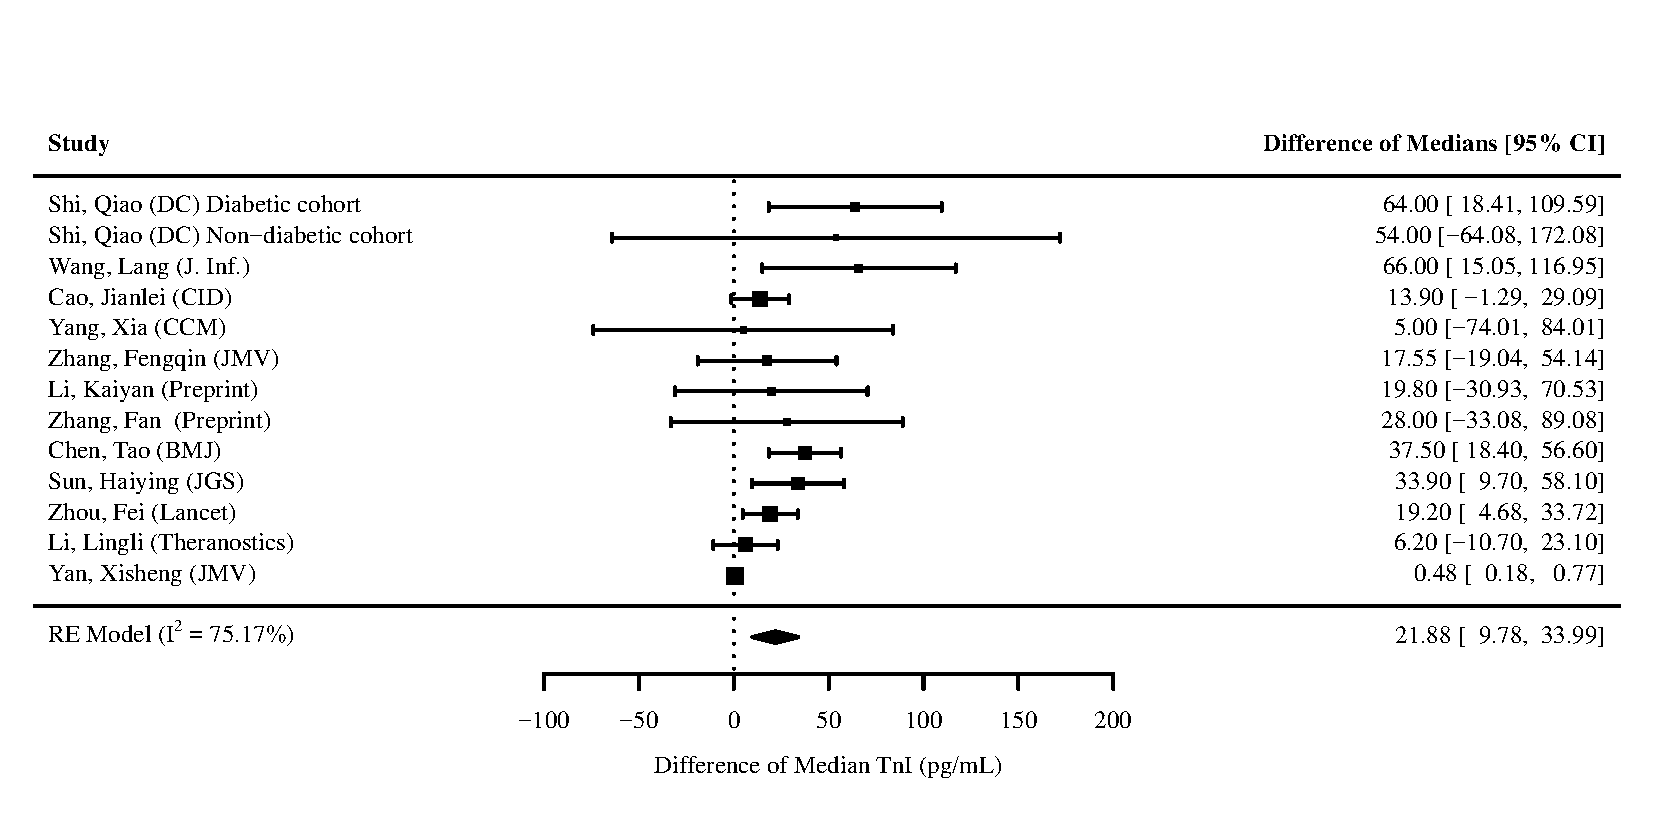 Study Difference of Medians [95% CI]
Shi, Qiao (DC) Diabetic cohort 64.00 [ 18.41, 109.59]
Shi, Qiao (DC) Non−diabetic cohort 54.00 [−64.08, 172.08]
Wang, Lang (J. Inf.) 66.00 [ 15.05, 116.95]
Cao, Jianlei (CID) 13.90 [ −1.29, 29.09]
Yang, Xia (CCM) 5.00 [−74.01, 84.01]
Zhang, Fengqin (JMV) 17.55 [−19.04, 54.14]
Li, Kaiyan (Preprint) 19.80 [−30.93, 70.53]
Zhang, Fan (Preprint) 28.00 [−33.08, 89.08]
Chen, Tao (BMJ) 37.50 [ 18.40, 56.60]
Sun, Haiying (JGS) 33.90 [ 9.70, 58.10]
Zhou, Fei (Lancet) 19.20 [ 4.68, 33.72]
Li, Lingli (Theranostics) 6.20 [−10.70, 23.10]
Yan, Xisheng (JMV) 0.48 [ 0.18, 0.77]
RE Model (I² = 75.17%) 21.88 [ 9.78, 33.99]
−100 −50 0 50 100 150 200
Difference of Median TnI (pg/mL)